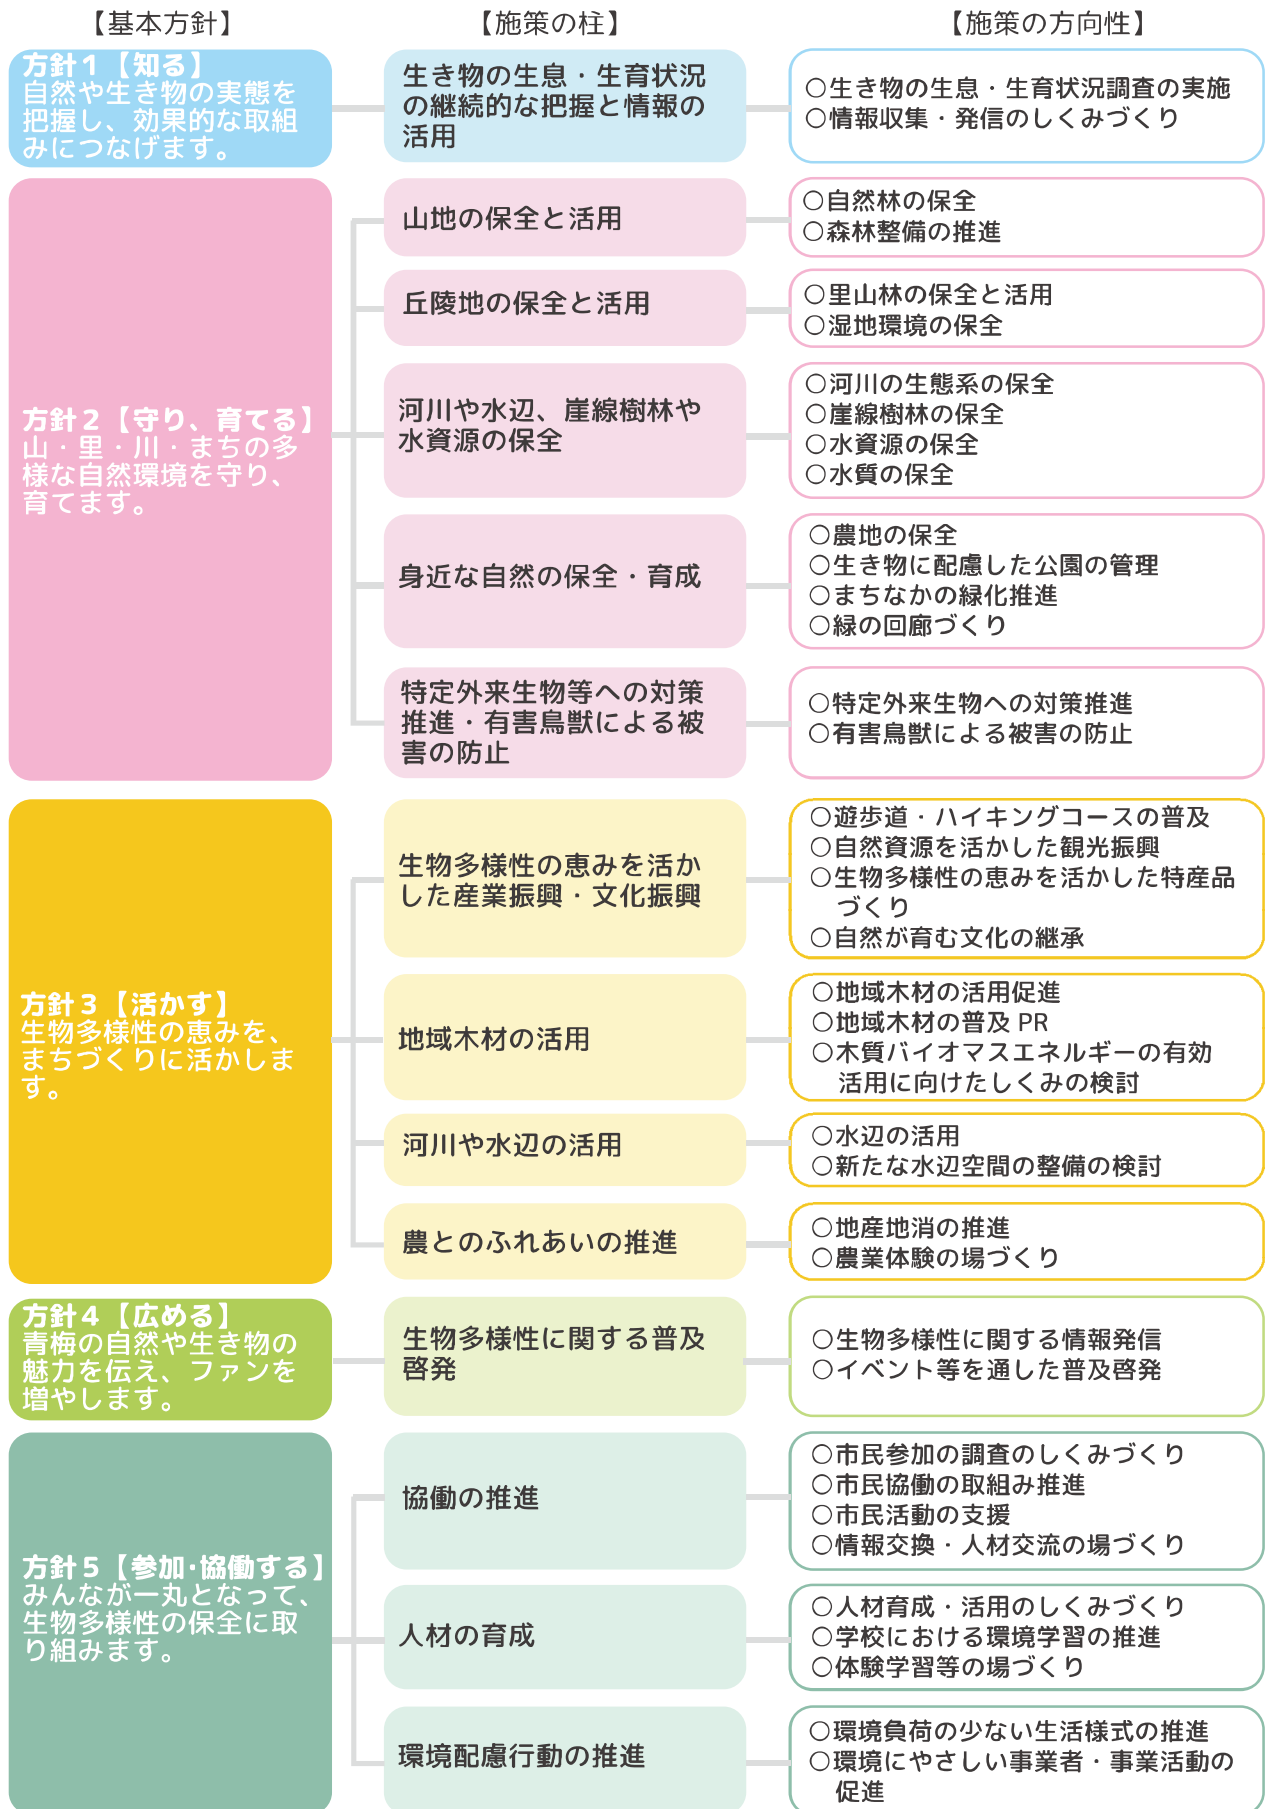 【基本方針】
【施策の柱】
【施策の方向性】
方針１【知る】
自然や生き物の実態を
把握し、効果的な取組
みにつなげます。
生き物の生息・生育状況
の継続的な把握と情報の
活用
○生き物の生息・生育状況調査の実施
○情報収集・発信のしくみづくり
方針２【守り、育てる】
山・里・川・まちの多
様な自然環境を守り、
育てます。
山地の保全と活用
○自然林の保全
○森林整備の推進
丘陵地の保全と活用
○里山林の保全と活用
○湿地環境の保全
河川や水辺、崖線樹林や
水資源の保全
○河川の生態系の保全
○崖線樹林の保全
○水資源の保全
○水質の保全
身近な自然の保全・育成
○農地の保全
○生き物に配慮した公園の管理
○まちなかの緑化推進
○緑の回廊づくり
特定外来生物等への対策
推進・有害鳥獣による被
害の防止
○特定外来生物への対策推進
○有害鳥獣による被害の防止
方針３【活かす】
生物多様性の恵みを、
まちづくりに活かしま
す。
生物多様性の恵みを活か
した産業振興・文化振興
○遊歩道・ハイキングコースの普及
○自然資源を活かした観光振興
○生物多様性の恵みを活かした特産品
づくり
○自然が育む文化の継承
地域木材の活用
○地域木材の活用促進
○地域木材の普及 PR
○木質バイオマスエネルギーの有効
活用に向けたしくみの検討
河川や水辺の活用
○水辺の活用
○新たな水辺空間の整備の検討
農とのふれあいの推進
○地産地消の推進
○農業体験の場づくり
方針４【広める】
青梅の自然や生き物の
魅力を伝え、ファンを
増やします。
生物多様性に関する普及
啓発
○生物多様性に関する情報発信
○イベント等を通した普及啓発
方針５【参加・協働する】
みんなが一丸となって、
生物多様性の保全に取
り組みます。
協働の推進
○市民参加の調査のしくみづくり
○市民協働の取組み推進
○市民活動の支援
○情報交換・人材交流の場づくり
人材の育成
○人材育成・活用のしくみづくり
○学校における環境学習の推進
○体験学習等の場づくり
環境配慮行動の推進
○環境負荷の少ない生活様式の推進
○環境にやさしい事業者・事業活動の
促進